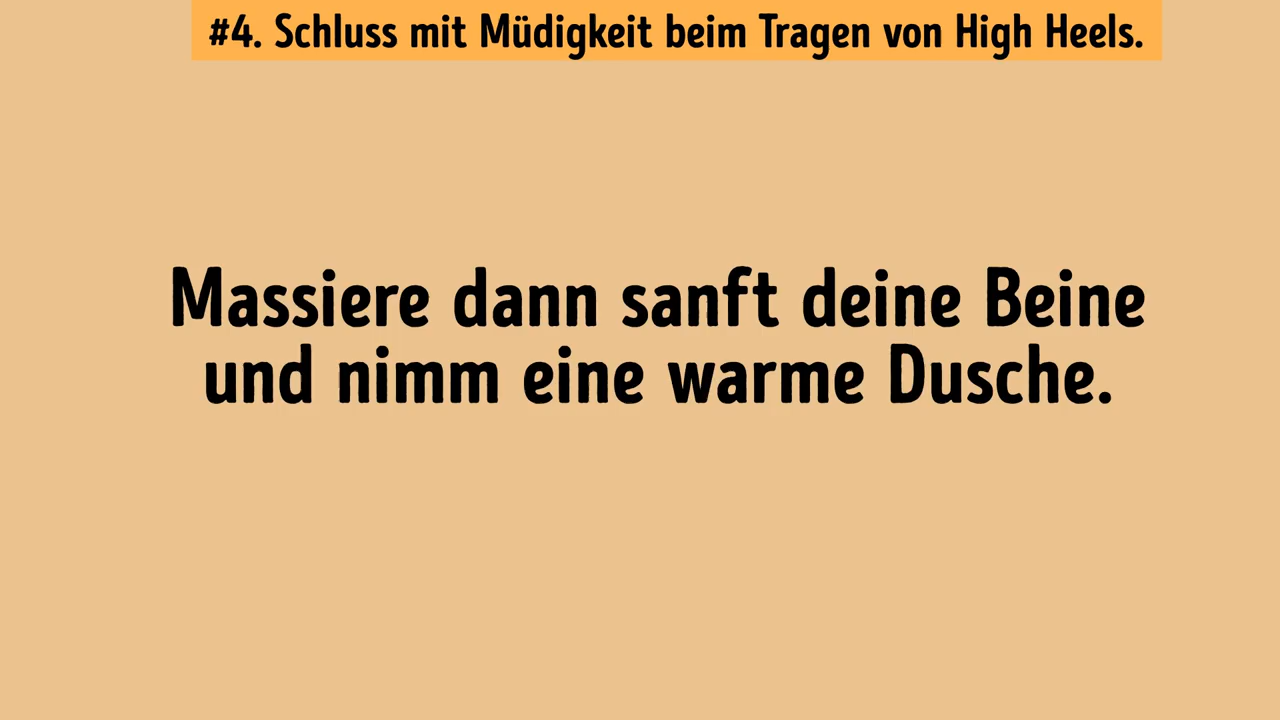 #4. Schluss mit Müdigkeit beim Tragen von High Heels.
Massiere dann sanft deine Beine
und nimm eine warme Dusche.